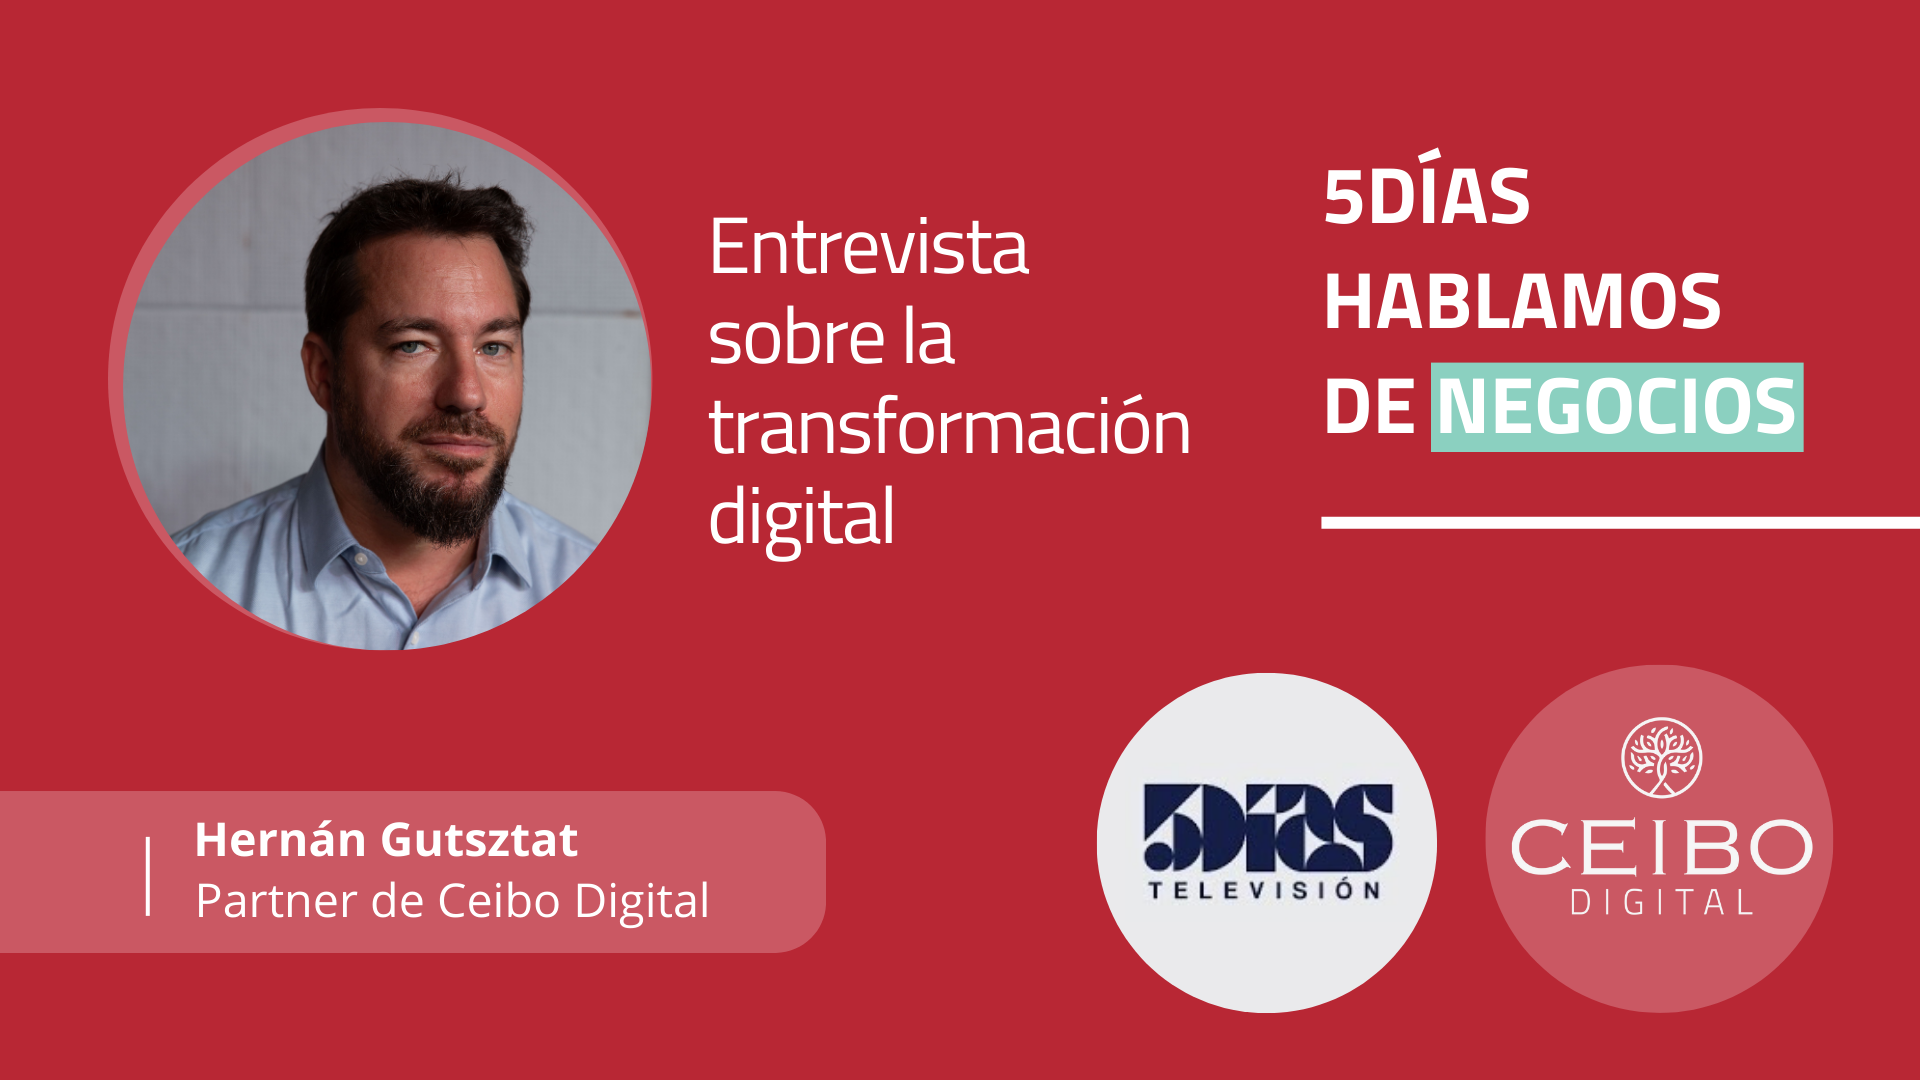 Entrevista
sobre la
transformación
digital
5DÍAS
HABLAMOS
DE NEGOCIOS
Hernán Gutsztat
Partner de Ceibo Digital
5Días
TELEVISIÓN
CEIBO
DIGITAL